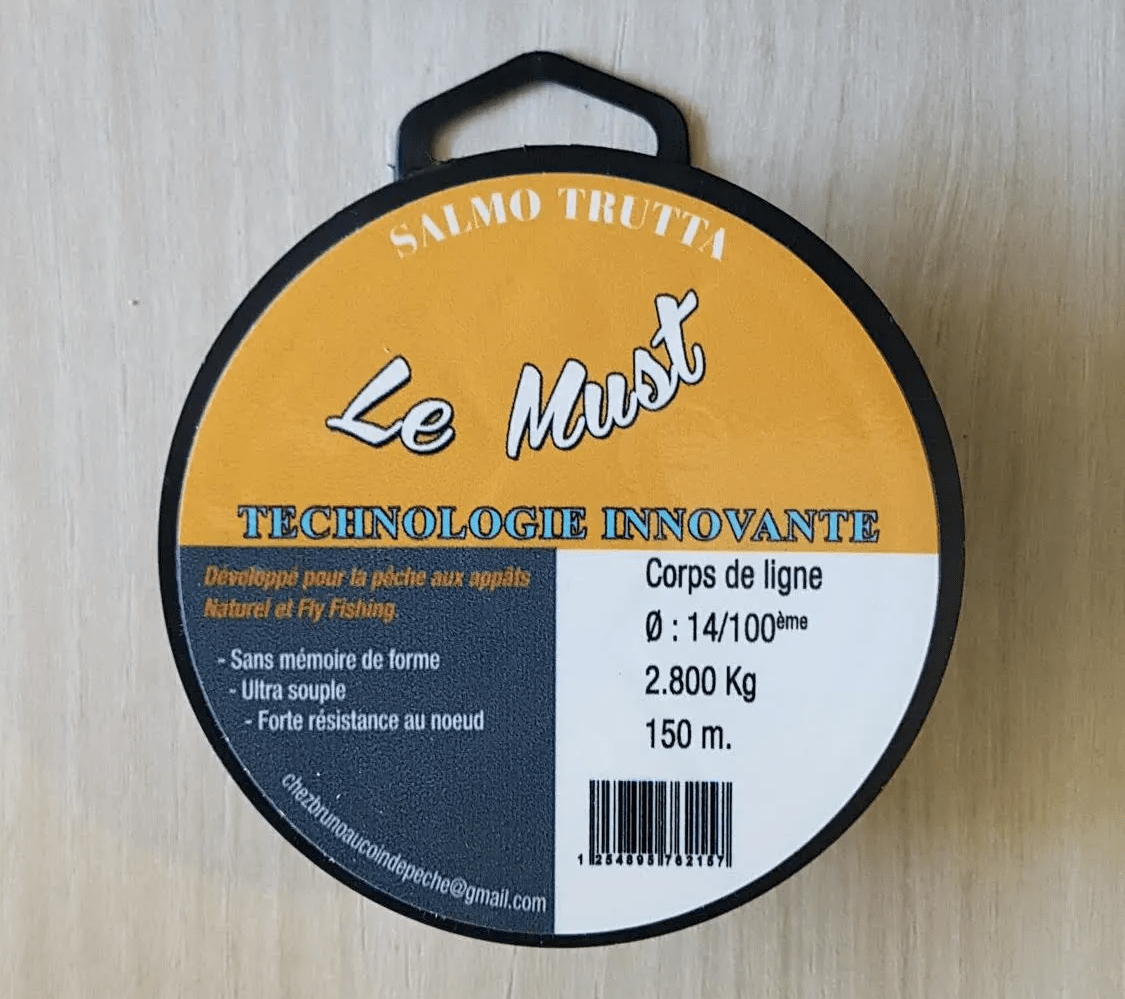 SALMO TRUTTA
Le Must
TECHNOLOGIE INNOVANTE
Développé pour la pêche aux appâts
Naturel et Fly Fishing
- Sans mémoire de forme
- Ultra souple
- Forte résistance au noeud
chezbrunoaucoindepeche@gmail.com
Corps de ligne
Ø : 14/100ème
2.800 Kg
150 m.
1 254895 762157